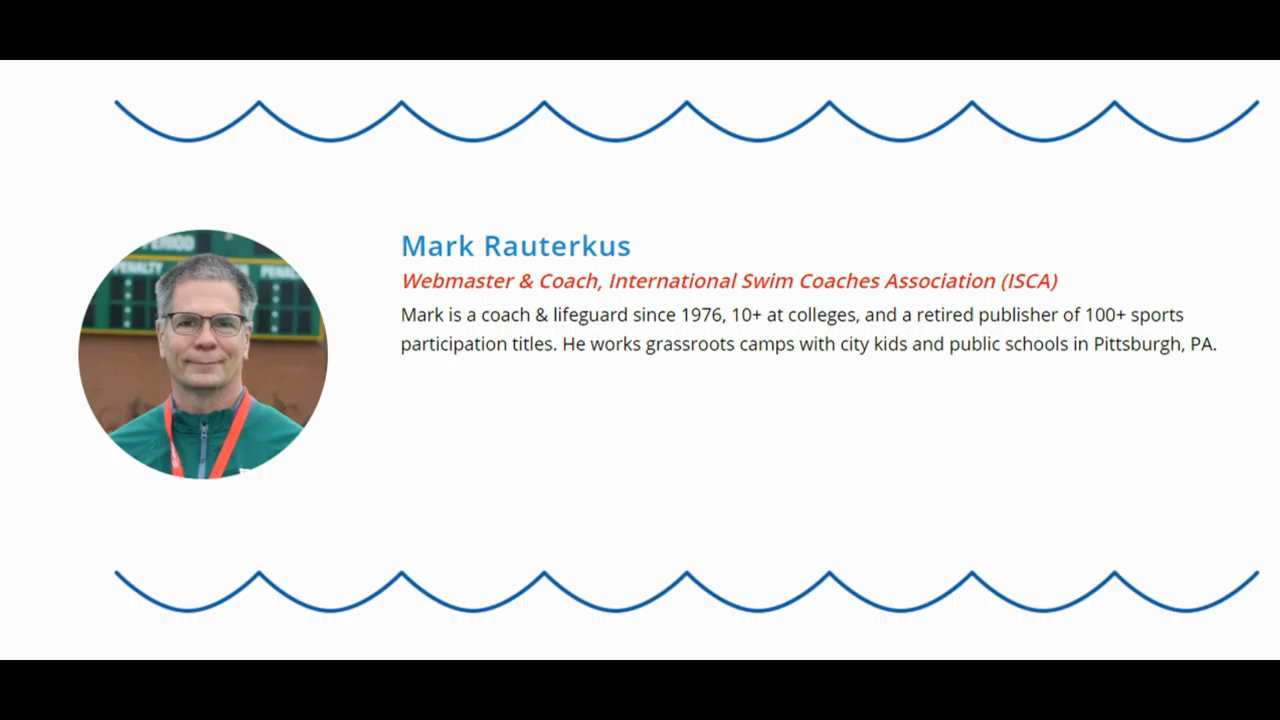 PENALTY
Mark Rauterkus
Webmaster & Coach, International Swim Coaches Association (ISCA)
Mark is a coach & lifeguard since 1976, 10+ at colleges, and a retired publisher of 100+ sports
participation titles. He works grassroots camps with city kids and public schools in Pittsburgh, PA.